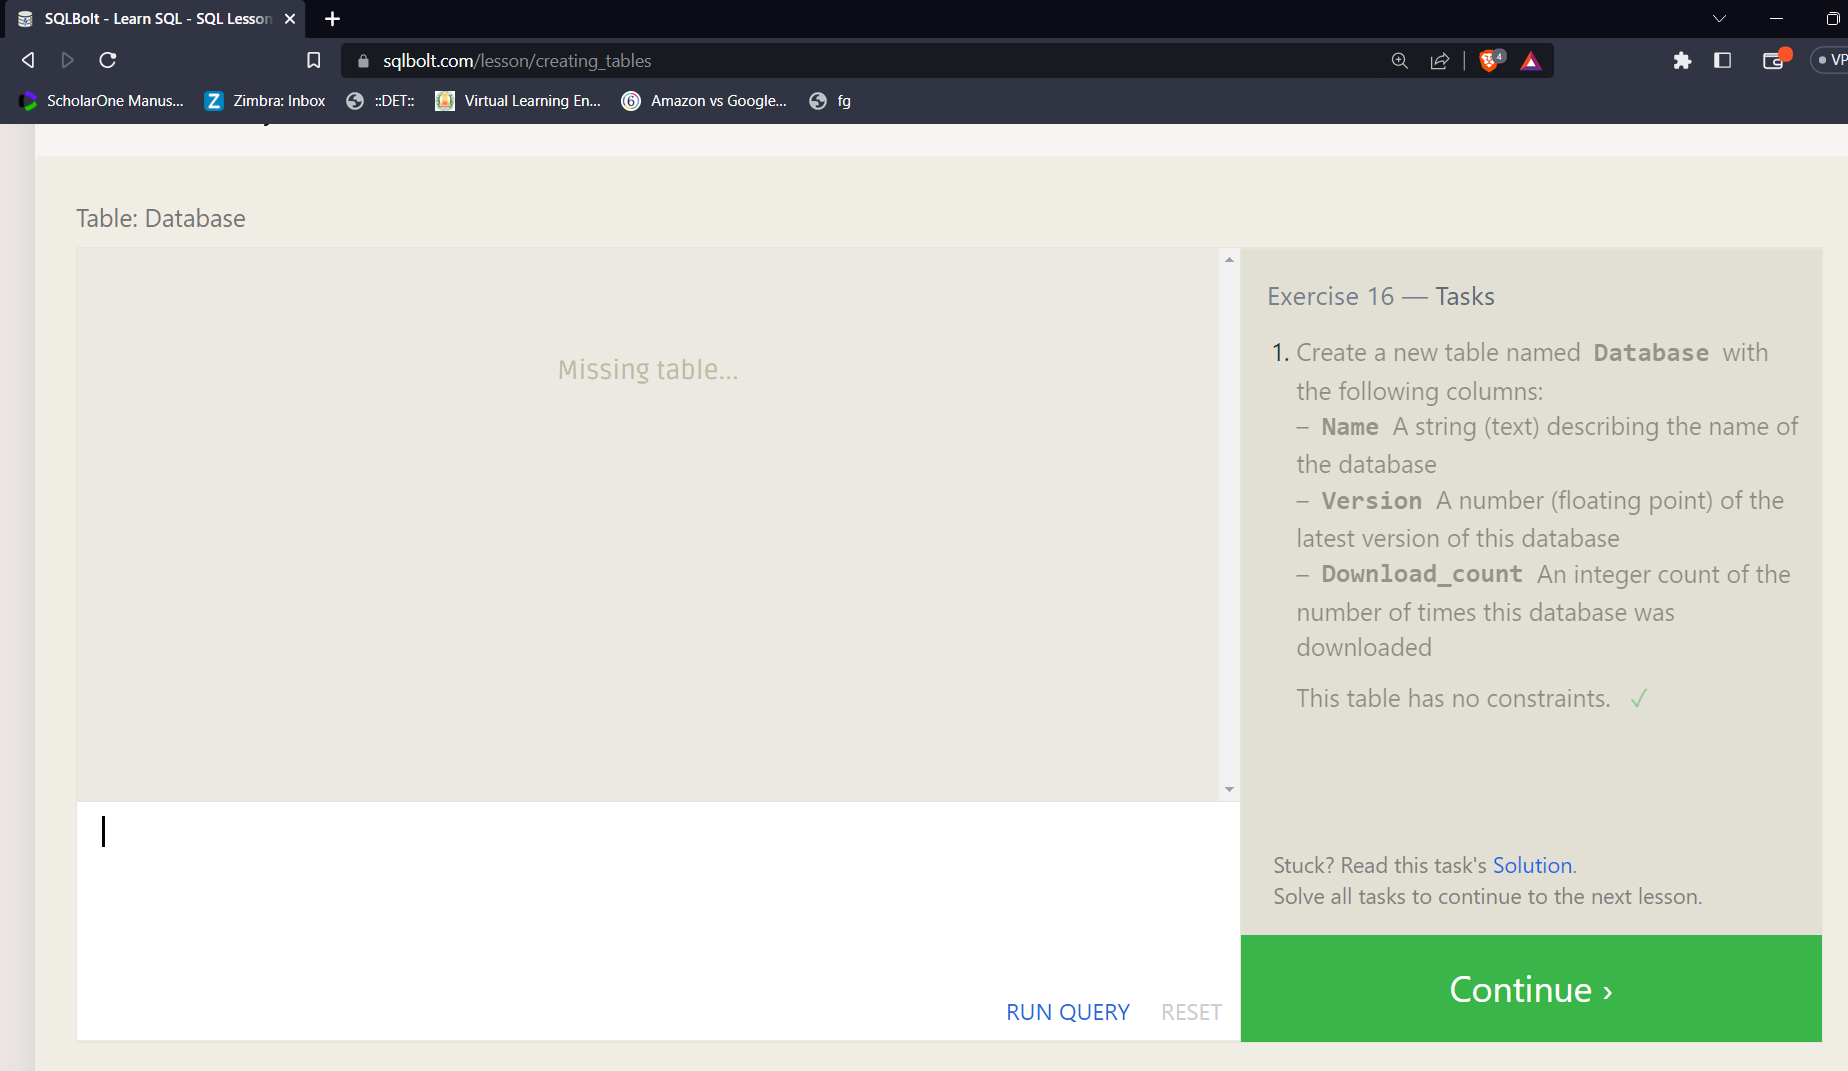 SQLBolt - Learn SQL - SQL Lesson
sqlbolt.com/lesson/creating_tables
4
VP
ScholarOne Manus...
Zimbra: Inbox
::DET::
Virtual Learning En...
Amazon vs Google...
fg
Table: Database
Missing table...
RUN QUERY
RESET
Exercise 16 — Tasks
1. Create a new table named Database with
the following columns:
– Name A string (text) describing the name of
the database
– Version A number (floating point) of the
latest version of this database
– Download_count An integer count of the
number of times this database was
downloaded
This table has no constraints. ✓
Stuck? Read this task's Solution.
Solve all tasks to continue to the next lesson.
Continue ›